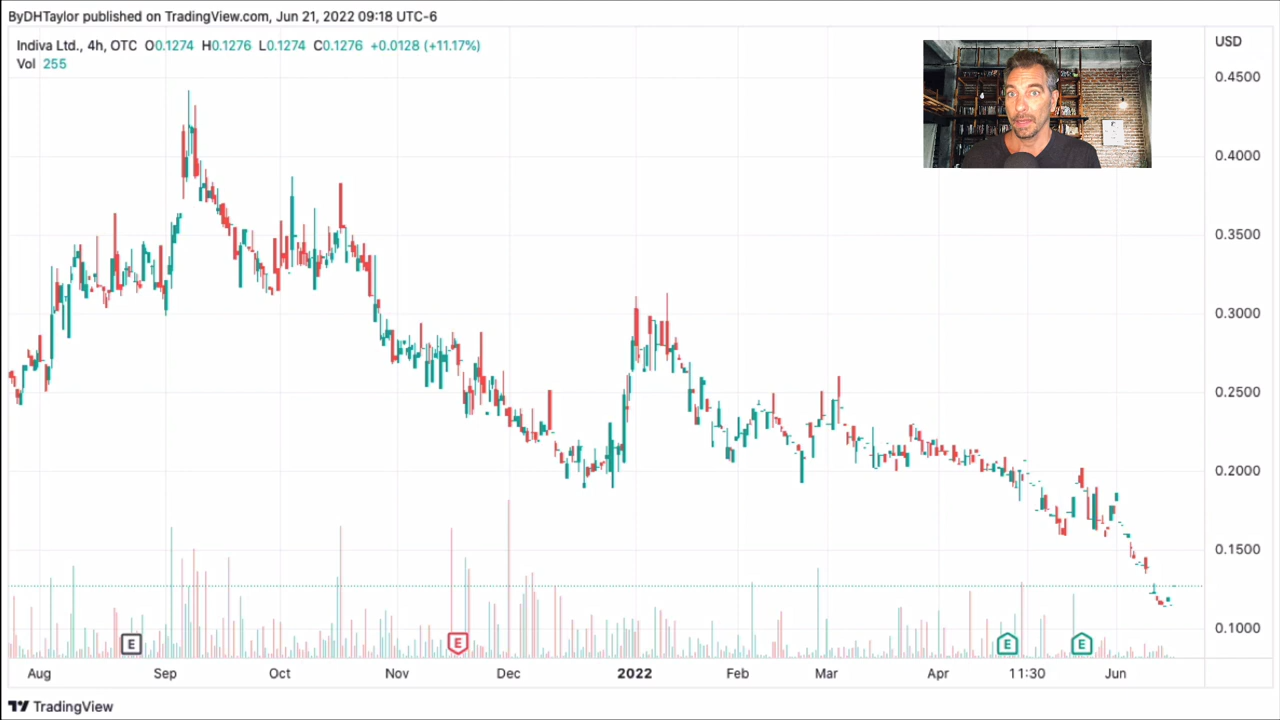 ByDHTaylor published on TradingView.com, Jun 21, 2022 09:18 UTC-6
Indiva Ltd., 4h, OTC O0.1274 H0.1276 L0.1274 C0.1276 +0.0128 (+11.17%)
Vol 255
USD
0.4500
0.4000
0.3500
0.3000
0.2500
0.2000
0.1500
0.1000
E E E E
Aug Sep Oct Nov Dec 2022 Feb Mar Apr 11:30 Jun
TradingView